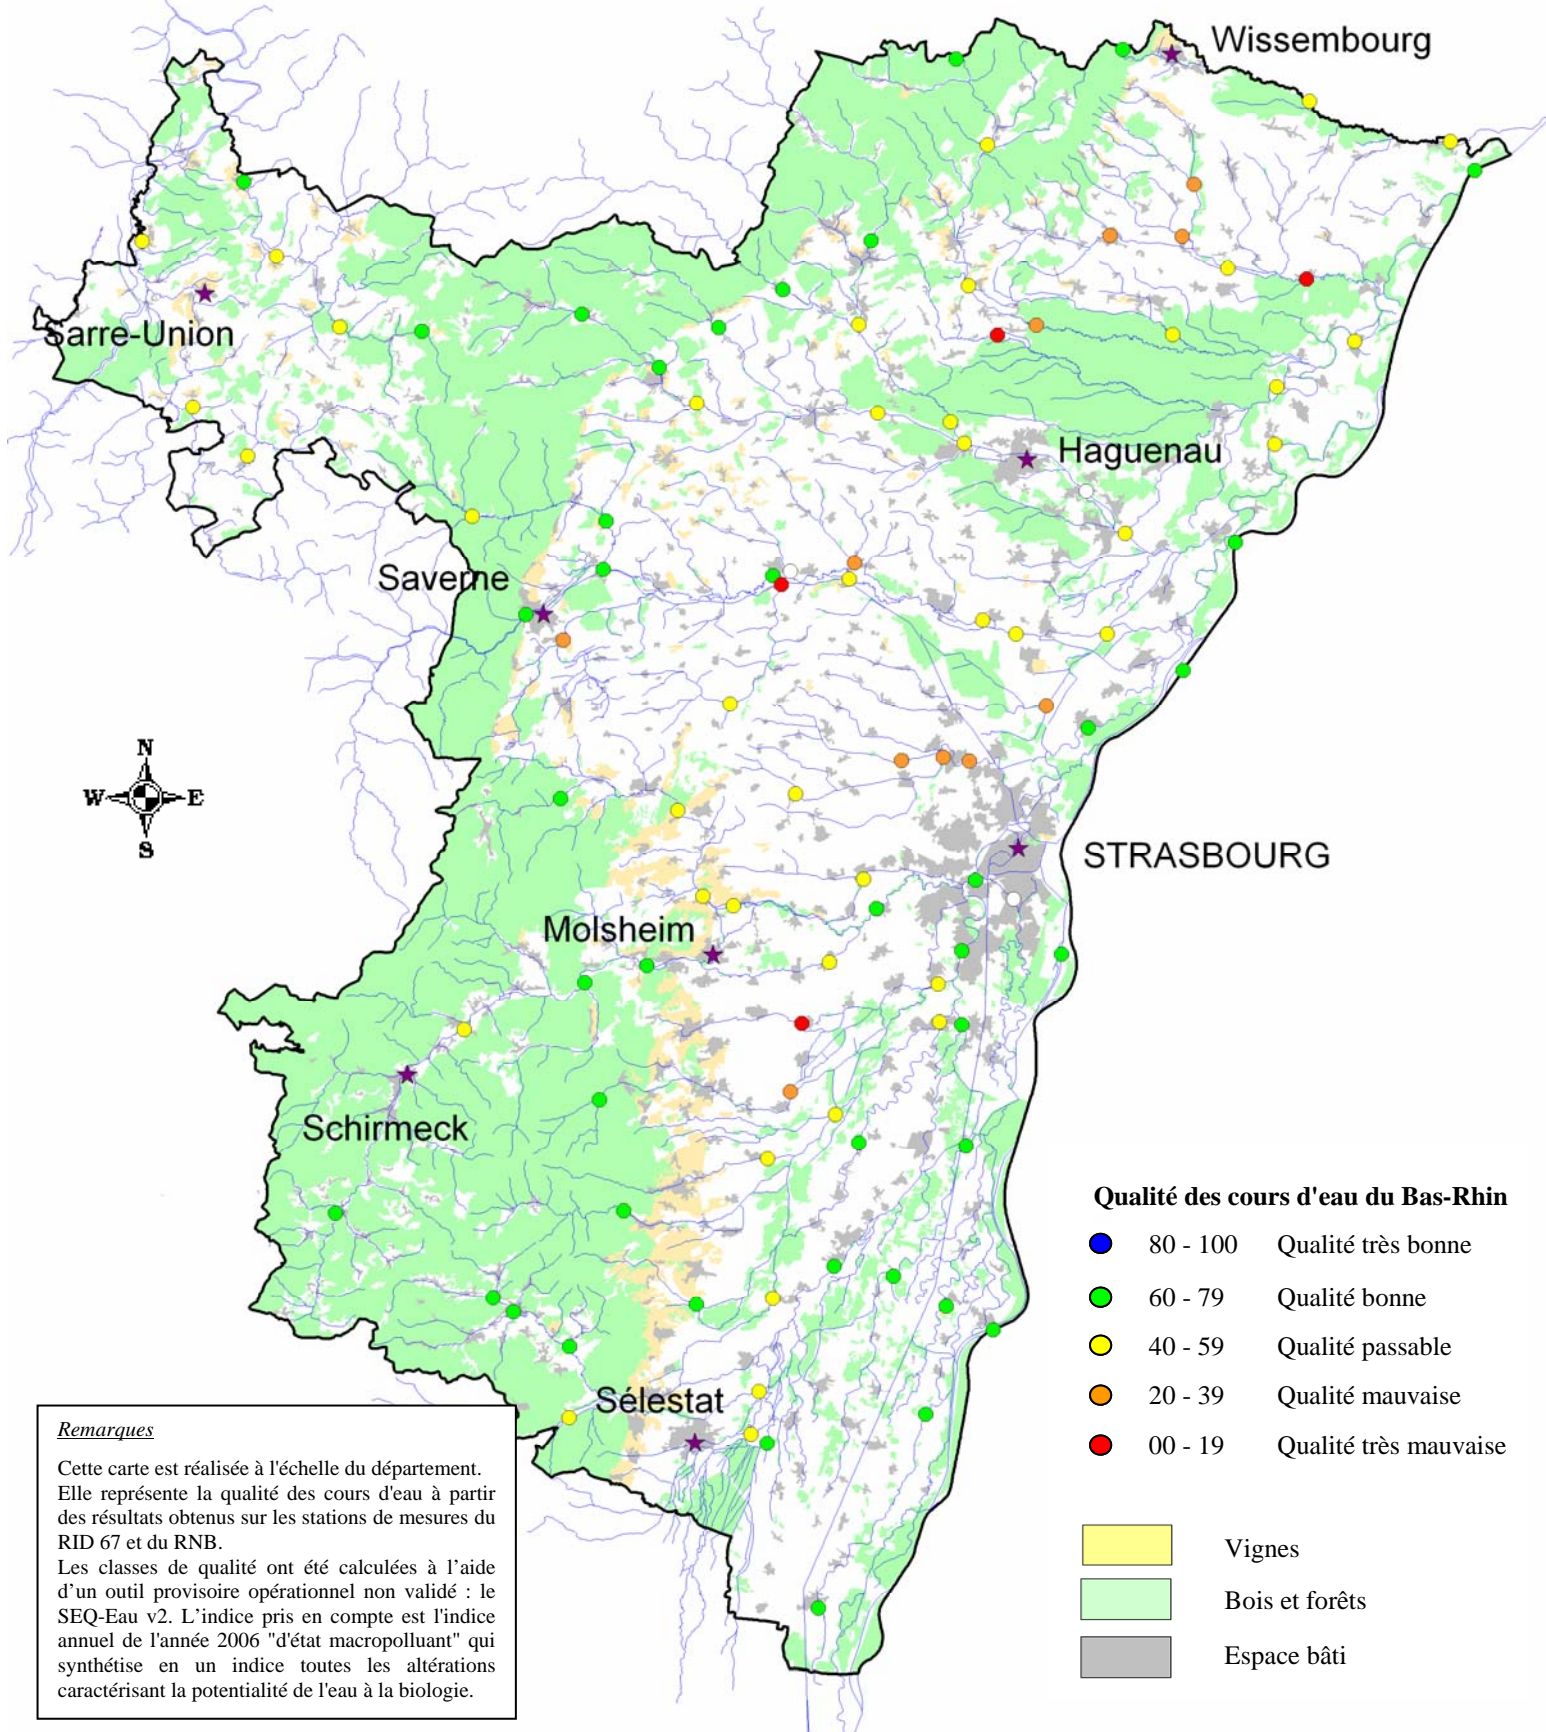 Wissembourg
Sarre-Union
Haguenau
Saverne
N
W E
S
STRASBOURG
Molsheim
Schirmeck
Sélestat
Qualité des cours d'eau du Bas-Rhin
80 - 100 Qualité très bonne
60 - 79 Qualité bonne
40 - 59 Qualité passable
20 - 39 Qualité mauvaise
00 - 19 Qualité très mauvaise
Vignes
Bois et forêts
Espace bâti
Remarques
Cette carte est réalisée à l'échelle du département.
Elle représente la qualité des cours d'eau à partir
des résultats obtenus sur les stations de mesures du
RID 67 et du RNB.
Les classes de qualité ont été calculées à l’aide
d’un outil provisoire opérationnel non validé : le
SEQ-Eau v2. L’indice pris en compte est l'indice
annuel de l'année 2006 "d'état macropolluant" qui
synthétise en un indice toutes les altérations
caractérisant la potentialité de l'eau à la biologie.